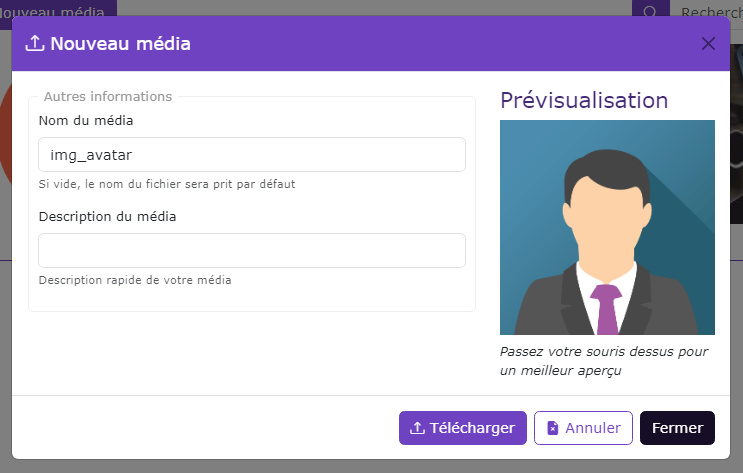 Nouveau média
Recherch
Nouveau média
Autres informations
Nom du média
img_avatar
Si vide, le nom du fichier sera prit par défaut
Description du média
Description rapide de votre média
Prévisualisation
Passez votre souris dessus pour
un meilleur aperçu
Télécharger
Annuler
Fermer